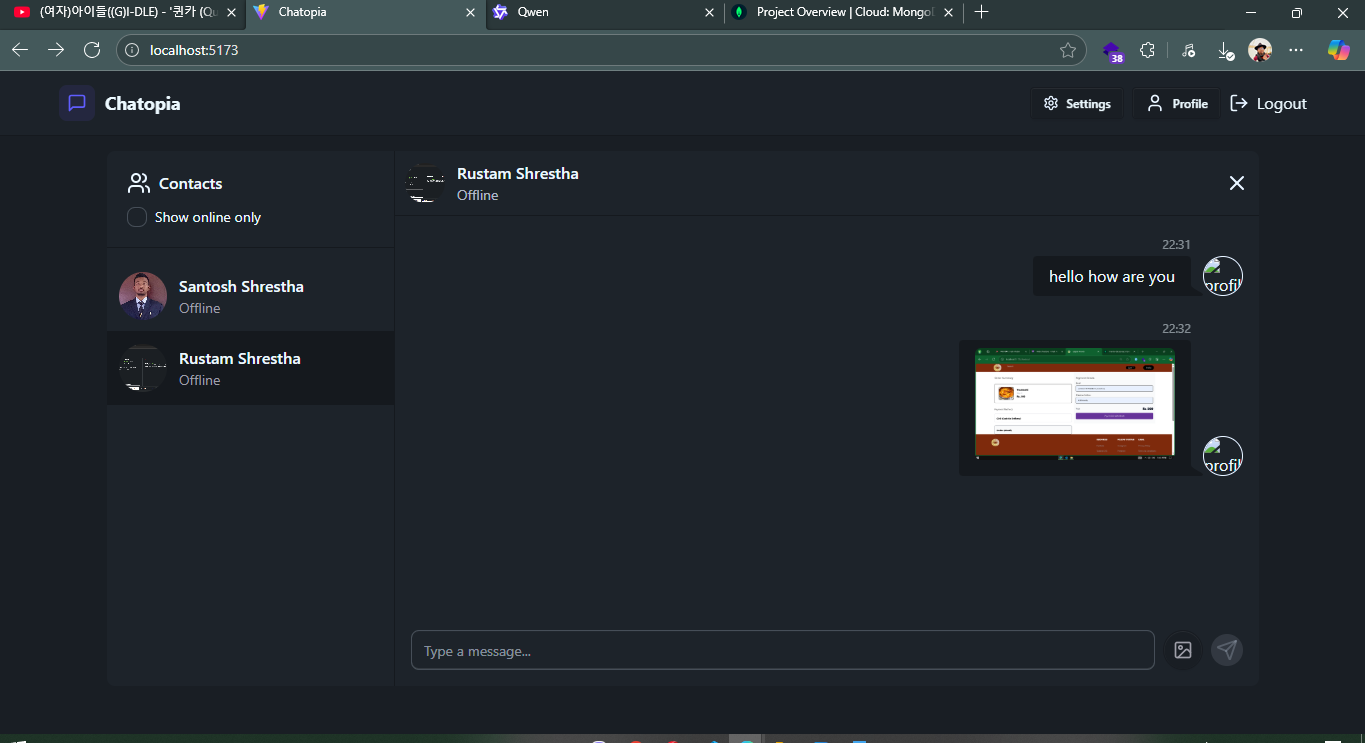 (여자)아이들((G)I-DLE) - '퀸카 (Qu
Chatopia
Qwen
Project Overview | Cloud: MongoD
localhost:5173
38
Chatopia
Settings
Profile
Logout
Contacts
Show online only
Santosh Shrestha
Offline
Rustam Shrestha
Offline
Rustam Shrestha
Offline
22:31
hello how are you
profil
22:32
profil
Type a message...